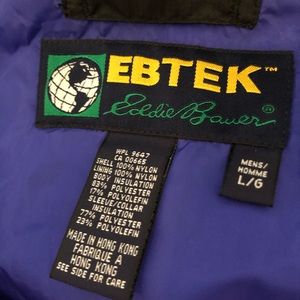 EBTEK™
Eddie Bauer®
WPL 9647
CA 00665
SHELL 100% NYLON
LINING 100% NYLON
BODY INSULATION
83% POLYESTER
17% POLYOLEFIN
SLEEVE/COLLAR
INSULATION
77% POLYESTER
23% POLYOLEFIN
MADE IN HONG KONG
FABRIQUE A
HONG KONG
SEE SIDE FOR CARE
MENS/
HOMME
L/G